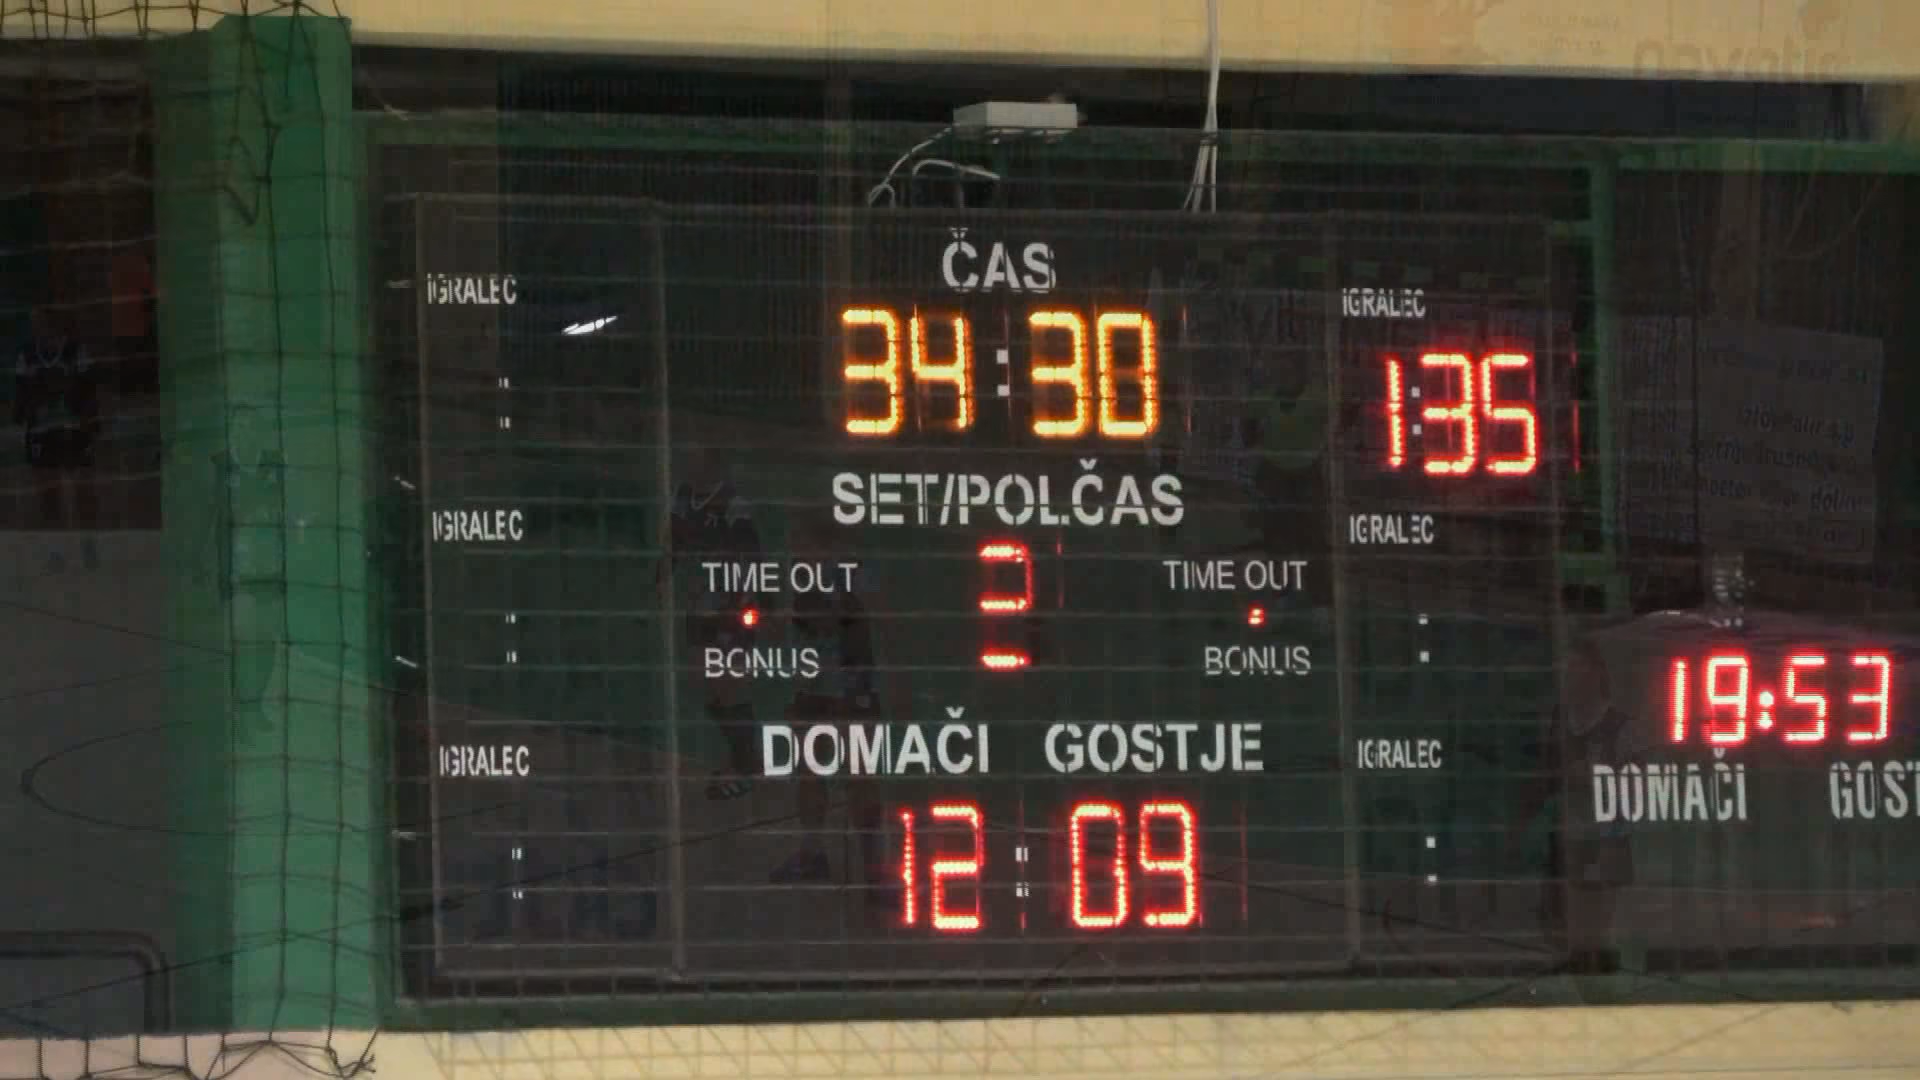 ČAS
IGRALEC
IGRALEC
34:30
1:35
SET/POLČAS
IGRALEC
IGRALEC
2
TIME OUT
TIME OUT
BONUS
BONUS
19:53
DOMAČI GOSTJE
IGRALEC
IGRALEC
DOMAČI GOST
12:09